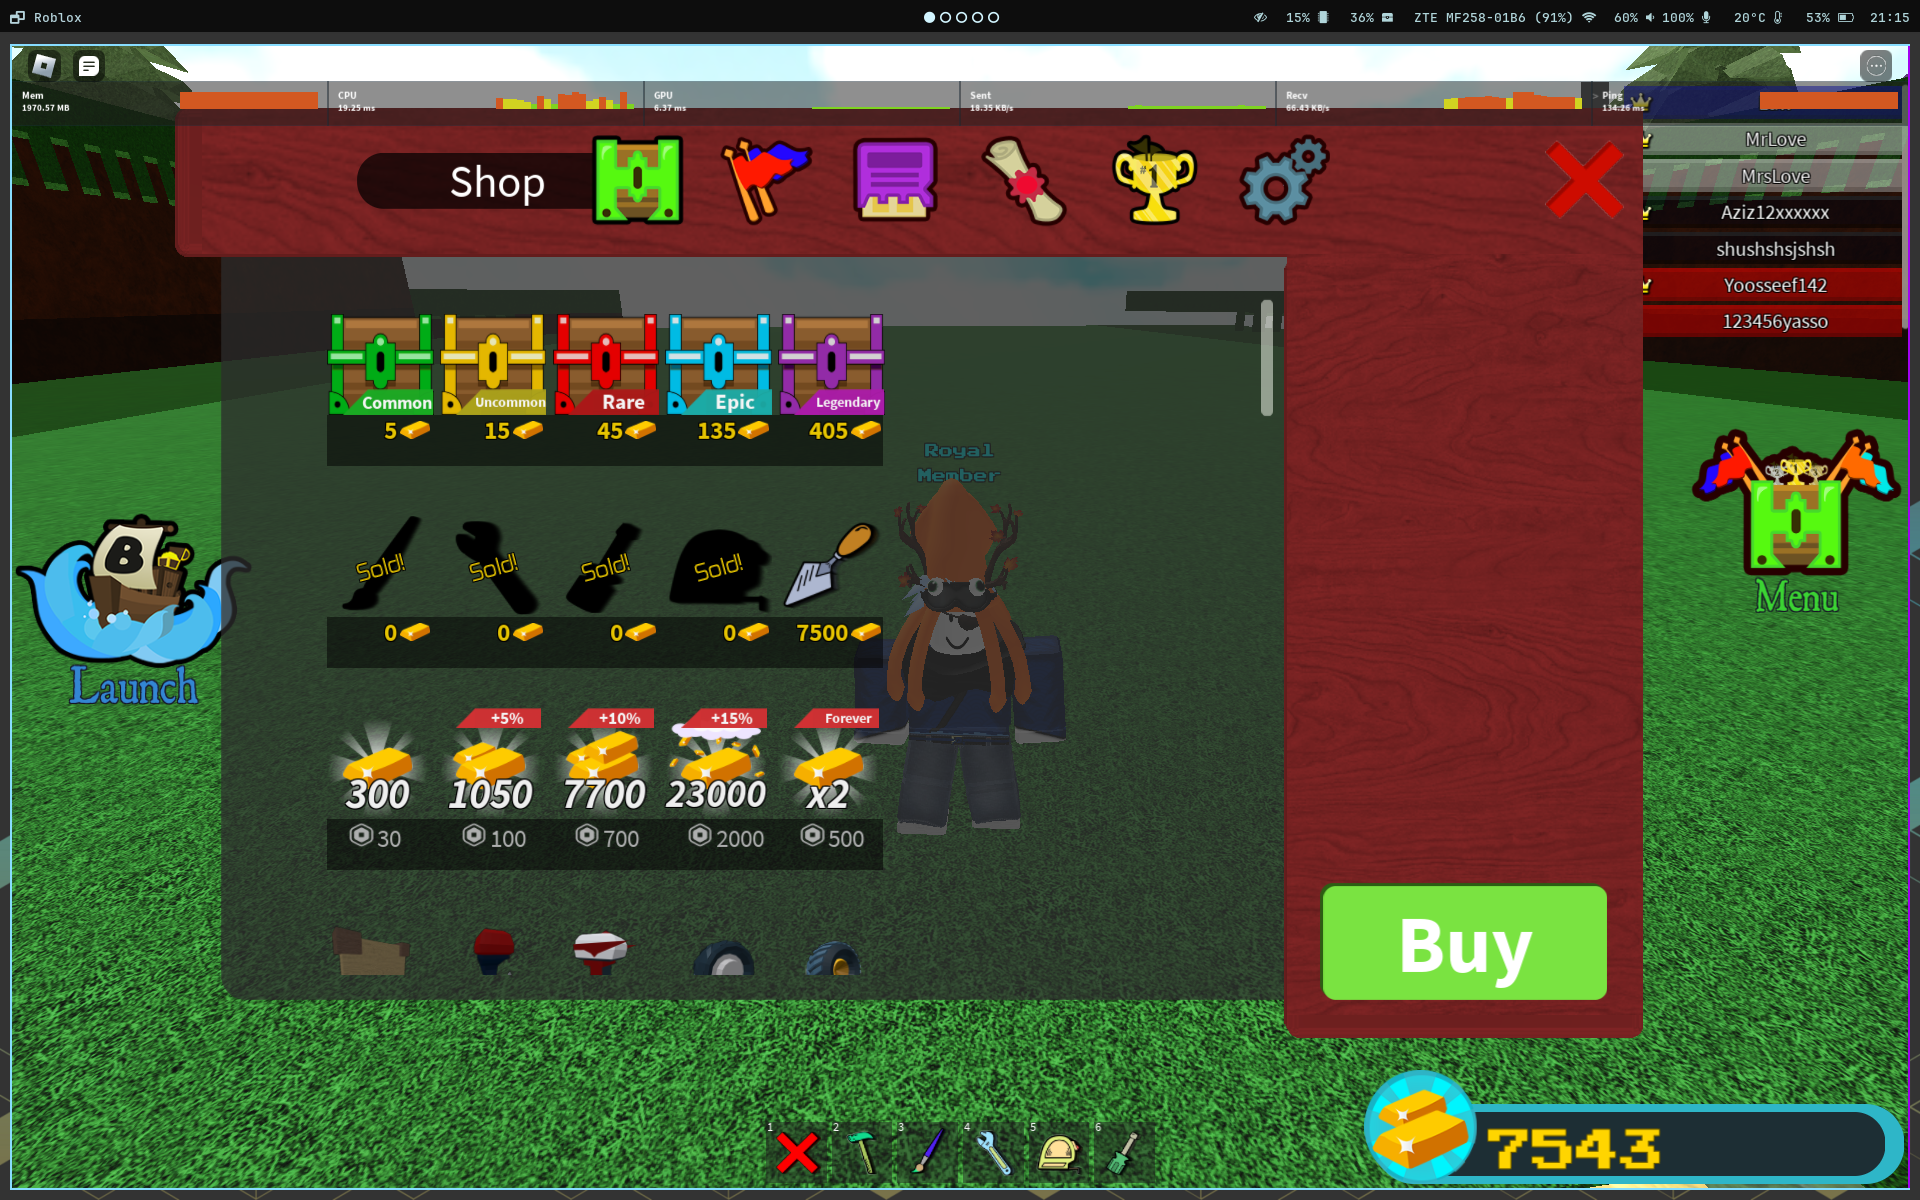 Roblox
15% 36% ZTE MF258-01B6 (91%) 60% 100% 20°C 53% 21:15
Mem
1970.57 MB
CPU
19.25 ms
GPU
6.37 ms
Sent
18.35 KB/s
Recv
66.43 KB/s
Ping
134.26 ms
Shop
#1
MrLove
MrsLove
Aziz12xxxxxx
shushshsjshsh
Yoosseef142
123456yasso
Common Uncommon Rare Epic Legendary
5 15 45 135 405
Royal
Member
Sold! Sold! Sold! Sold!
0 0 0 0 7500
+5% +10% +15% Forever
300 1050 7700 23000 x2
30 100 700 2000 500
B
Launch
Menu
Buy
1 2 3 4 5 6
7543